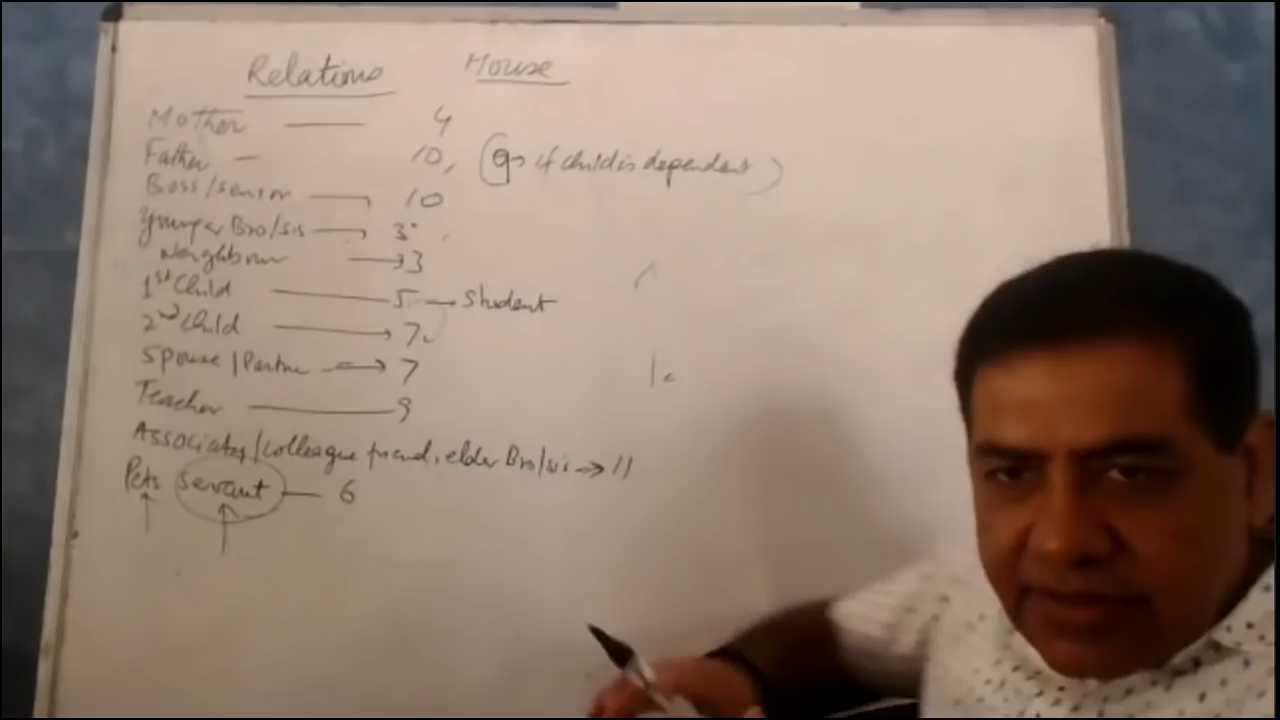 Relations House
Mother — 4
Father — 10, (9→ if child is dependent)
Boss/senior — 10
Younger Bro/sis — 3
Neighbour → 3
1st Child — 5 → Student
2nd Child → 7
Spouse/Partner → 7
Teacher — 9
Associates/Colleague friend, elder Bro/sis → 11
Pets servant — 6